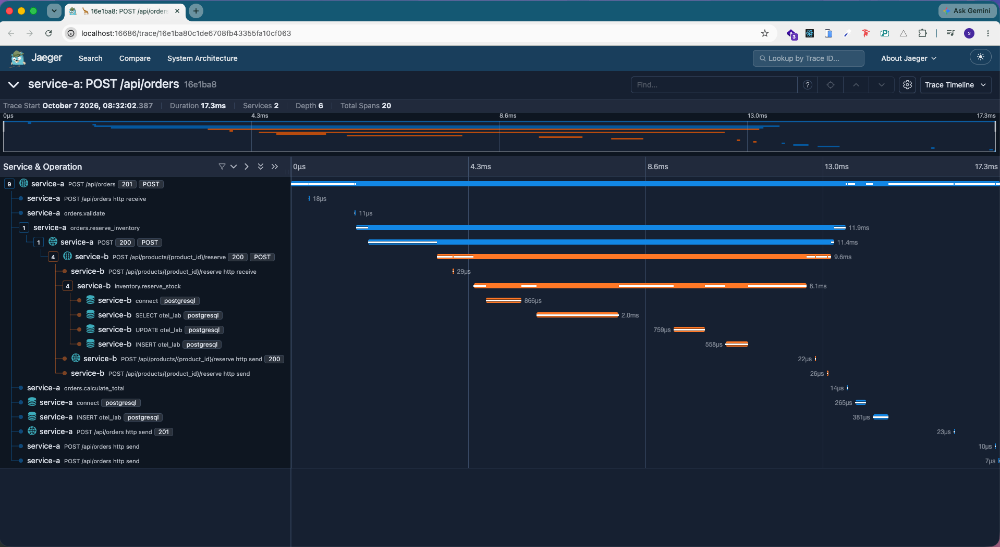 16e1ba8: POST /api/orders
Ask Gemini
localhost:16686/trace/16e1ba80c1de6708fb43355fa10cf063
3
s
Jaeger Search Compare System Architecture
Lookup by Trace ID...
About Jaeger
service-a: POST /api/orders 16e1ba8
Find...
?
Trace Timeline
Trace Start October 7 2026, 08:32:02.387 Duration 17.3ms Services 2 Depth 6 Total Spans 20
0µs 4.3ms 8.6ms 13.0ms 17.3ms
Service & Operation 0µs 4.3ms 8.6ms 13.0ms 17.3ms
9 service-a POST /api/orders 201 POST
service-a POST /api/orders http receive 18µs
service-a orders.validate 11µs
1 service-a orders.reserve_inventory 11.9ms
1 service-a POST 200 POST 11.4ms
4 service-b POST /api/products/{product_id}/reserve 200 POST 9.6ms
service-b POST /api/products/{product_id}/reserve http receive 29µs
4 service-b inventory.reserve_stock 8.1ms
service-b connect postgresql 866µs
service-b SELECT otel_lab postgresql 2.0ms
service-b UPDATE otel_lab postgresql 759µs
service-b INSERT otel_lab postgresql 558µs
service-b POST /api/products/{product_id}/reserve http send 200 22µs
service-b POST /api/products/{product_id}/reserve http send 26µs
service-a orders.calculate_total 14µs
service-a connect postgresql 265µs
service-a INSERT otel_lab postgresql 381µs
service-a POST /api/orders http send 201 23µs
service-a POST /api/orders http send 10µs
service-a POST /api/orders http send 7µs